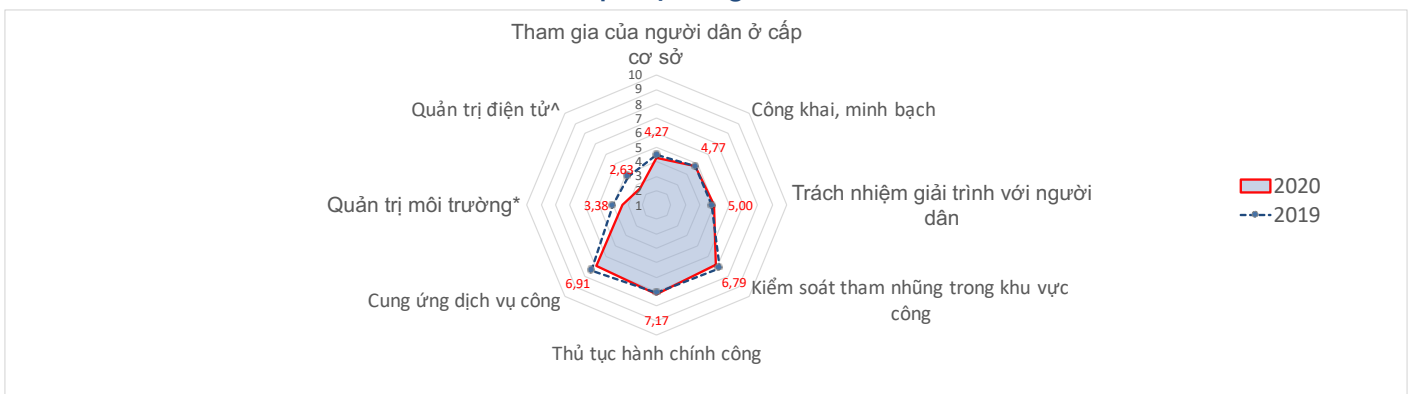 Tham gia của người dân ở cấp
cơ sở
Quản trị điện tử^
Công khai, minh bạch
10
9
8
7
6
5
4
3
2
1
4,27
4,77
2,63
Quản trị môi trường*
3,38
5,00
Trách nhiệm giải trình với người
dân
2020
2019
Cung ứng dịch vụ công
6,91
6,79
Kiểm soát tham nhũng trong khu vực
công
7,17
Thủ tục hành chính công